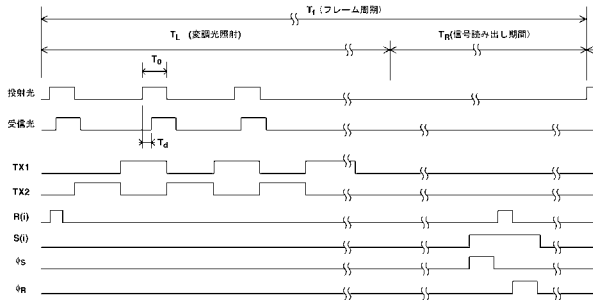 Tf (フレーム周期)
TL (変調光照射)
TR(信号読み出し期間)
T0
投射光
受信光
Td
TX1
TX2
R(i)
S(i)
φS
φR